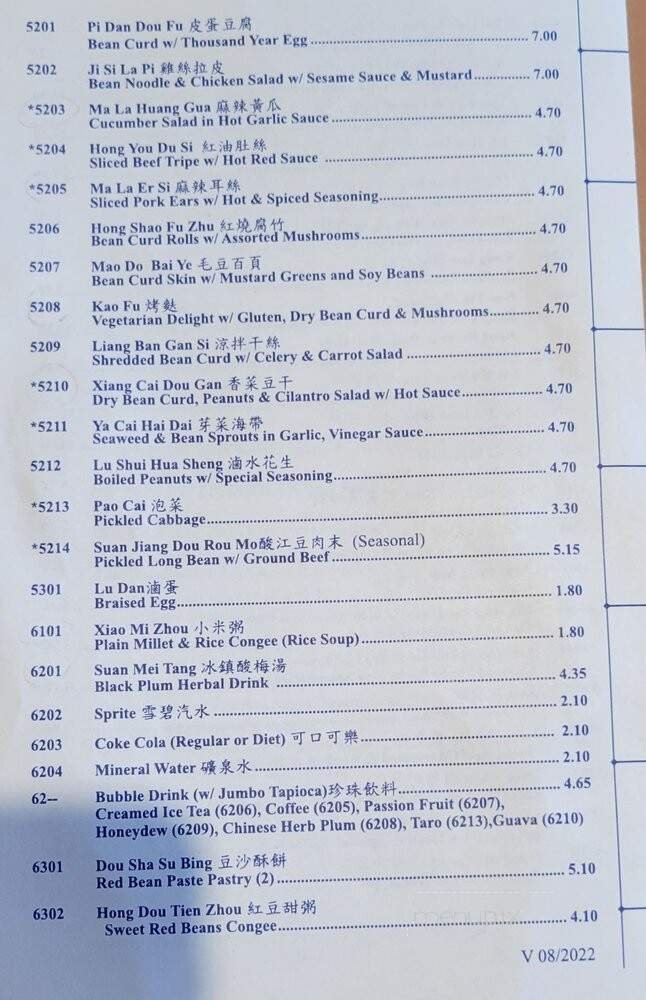 5201 Pi Dan Dou Fu 皮蛋豆腐
Bean Curd w/ Thousand Year Egg 7.00
5202 Ji Si La Pi 雞絲拉皮
Bean Noodle & Chicken Salad w/ Sesame Sauce & Mustard 7.00
*5203 Ma La Huang Gua 麻辣黃瓜
Cucumber Salad in Hot Garlic Sauce 4.70
*5204 Hong You Du Si 紅油肚絲
Sliced Beef Tripe w/ Hot Red Sauce 4.70
*5205 Ma La Er Si 麻辣耳絲
Sliced Pork Ears w/ Hot & Spiced Seasoning 4.70
5206 Hong Shao Fu Zhu 紅燒腐竹
Bean Curd Rolls w/ Assorted Mushrooms 4.70
5207 Mao Do Bai Ye 毛豆百頁
Bean Curd Skin w/ Mustard Greens and Soy Beans 4.70
5208 Kao Fu 烤麩
Vegetarian Delight w/ Gluten, Dry Bean Curd & Mushrooms 4.70
5209 Liang Ban Gan Si 涼拌干絲
Shredded Bean Curd w/ Celery & Carrot Salad 4.70
*5210 Xiang Cai Dou Gan 香菜豆干
Dry Bean Curd, Peanuts & Cilantro Salad w/ Hot Sauce 4.70
*5211 Ya Cai Hai Dai 芽菜海帶
Seaweed & Bean Sprouts in Garlic, Vinegar Sauce 4.70
5212 Lu Shui Hua Sheng 滷水花生
Boiled Peanuts w/ Special Seasoning 4.70
*5213 Pao Cai 泡菜
Pickled Cabbage 3.30
*5214 Suan Jiang Dou Rou Mo酸江豆肉末 (Seasonal)
Pickled Long Bean w/ Ground Beef 5.15
5301 Lu Dan滷蛋
Braised Egg 1.80
6101 Xiao Mi Zhou 小米粥
Plain Millet & Rice Congee (Rice Soup) 1.80
6201 Suan Mei Tang 冰鎮酸梅湯
Black Plum Herbal Drink 4.35
6202 Sprite 雪碧汽水 2.10
6203 Coke Cola (Regular or Diet) 可口可樂 2.10
6204 Mineral Water 礦泉水 2.10
62-- Bubble Drink (w/ Jumbo Tapioca)珍珠飲料 4.65
Creamed Ice Tea (6206), Coffee (6205), Passion Fruit (6207),
Honeydew (6209), Chinese Herb Plum (6208), Taro (6213),Guava (6210)
6301 Dou Sha Su Bing 豆沙酥餅
Red Bean Paste Pastry (2) 5.10
6302 Hong Dou Tien Zhou 紅豆甜粥
Sweet Red Beans Congee 4.10
V 08/2022